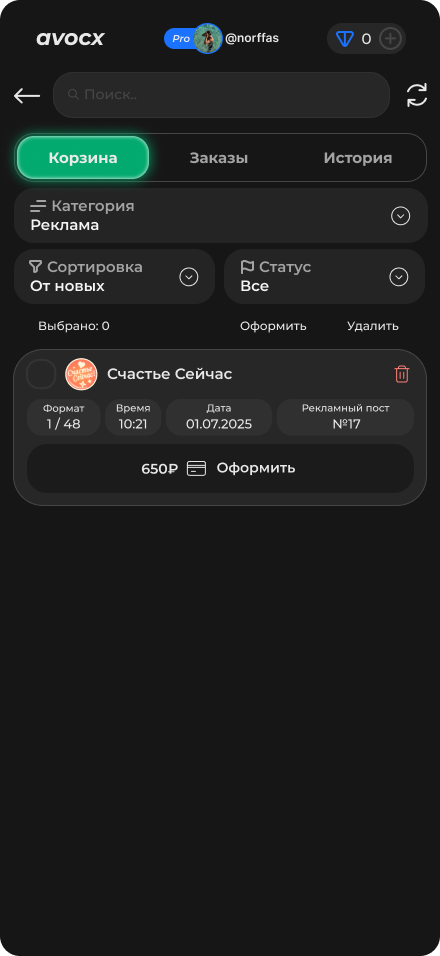 avocx
Pro @norffas 0
Поиск..
Корзина Заказы История
Категория
Реклама
Сортировка
От новых
Статус
Все
Выбрано: 0 Оформить Удалить
Счастье Сейчас
Формат Время Дата Рекламный пост
1 / 48 10:21 01.07.2025 №17
650₽ Оформить